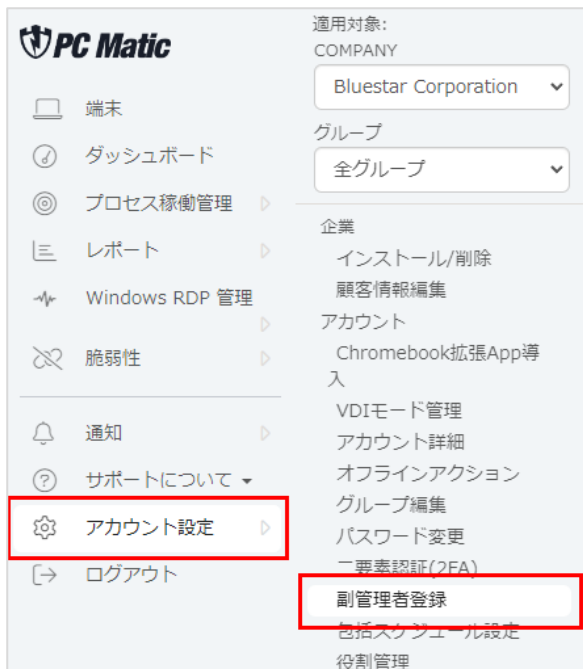 PC Matic
端末
ダッシュボード
プロセス稼働管理
レポート
Windows RDP 管理
脆弱性
通知
サポートについて
アカウント設定
ログアウト
適用対象:
COMPANY
Bluestar Corporation
グループ
全グループ
企業
インストール/削除
顧客情報編集
アカウント
Chromebook拡張App導
入
VDIモード管理
アカウント詳細
オフラインアクション
グループ編集
パスワード変更
二要素認証(2FA)
副管理者登録
包括スケジュール設定
役割管理